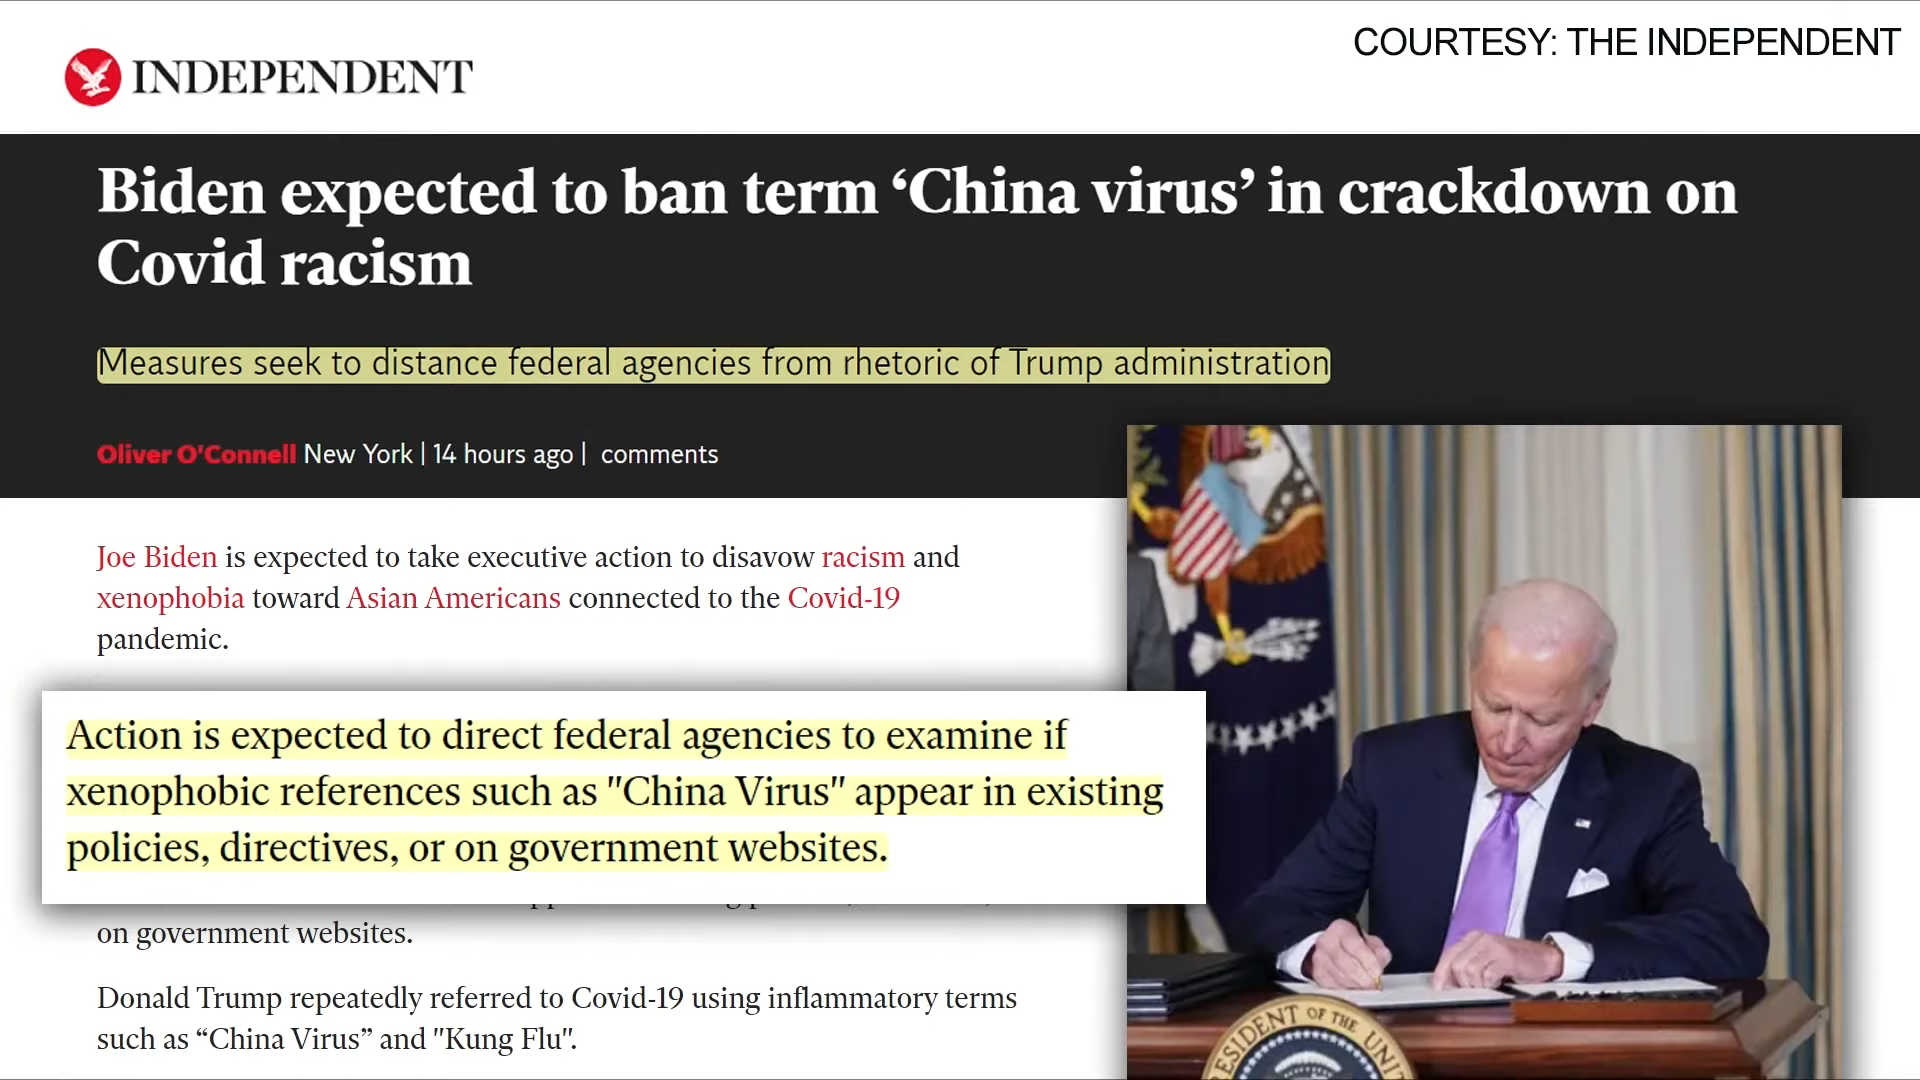 COURTESY: THE INDEPENDENT
INDEPENDENT
Biden expected to ban term ‘China virus’ in crackdown on
Covid racism
Measures seek to distance federal agencies from rhetoric of Trump administration
Oliver O'Connell New York | 14 hours ago | comments
Joe Biden is expected to take executive action to disavow racism and
xenophobia toward Asian Americans connected to the Covid-19
pandemic.
Action is expected to direct federal agencies to examine if
xenophobic references such as "China Virus" appear in existing
policies, directives, or on government websites.
on government websites.
Donald Trump repeatedly referred to Covid-19 using inflammatory terms
such as “China Virus” and "Kung Flu".
RESIDENT OF THE UNI